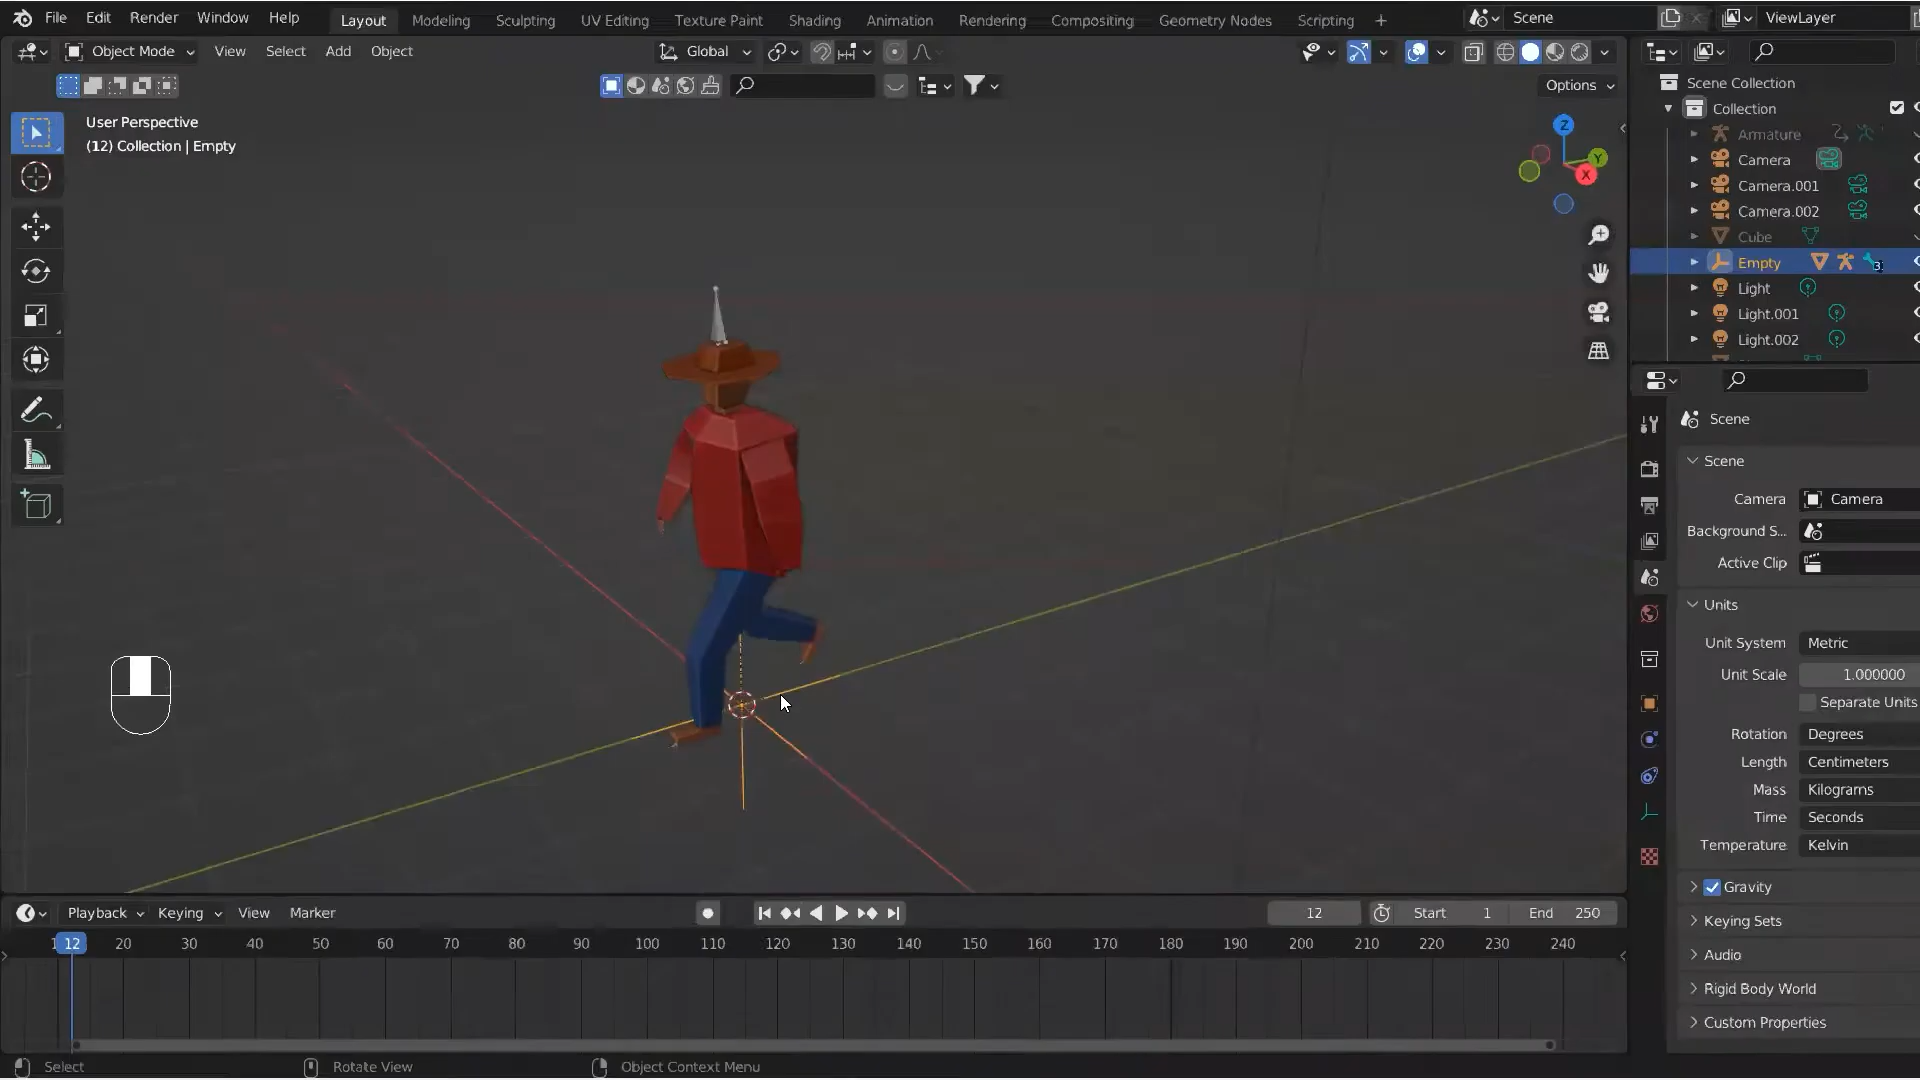 File Edit Render Window Help Layout Modeling Sculpting UV Editing Texture Paint Shading Animation Rendering Compositing Geometry Nodes Scripting + Scene ViewLayer
Object Mode View Select Add Object Global
Options
User Perspective
(12) Collection | Empty
Z
Y
X
Scene Collection
Collection
Armature
Camera
Camera.001
Camera.002
Cube
Empty 3
Light
Light.001
Light.002
Scene
Scene
Camera Camera
Background S...
Active Clip
Units
Unit System Metric
Unit Scale 1.000000
Separate Units
Rotation Degrees
Length Centimeters
Mass Kilograms
Time Seconds
Temperature Kelvin
Gravity
Keying Sets
Audio
Rigid Body World
Custom Properties
Playback Keying View Marker 12 Start 1 End 250
12 20 30 40 50 60 70 80 90 100 110 120 130 140 150 160 170 180 190 200 210 220 230 240
Select Rotate View Object Context Menu